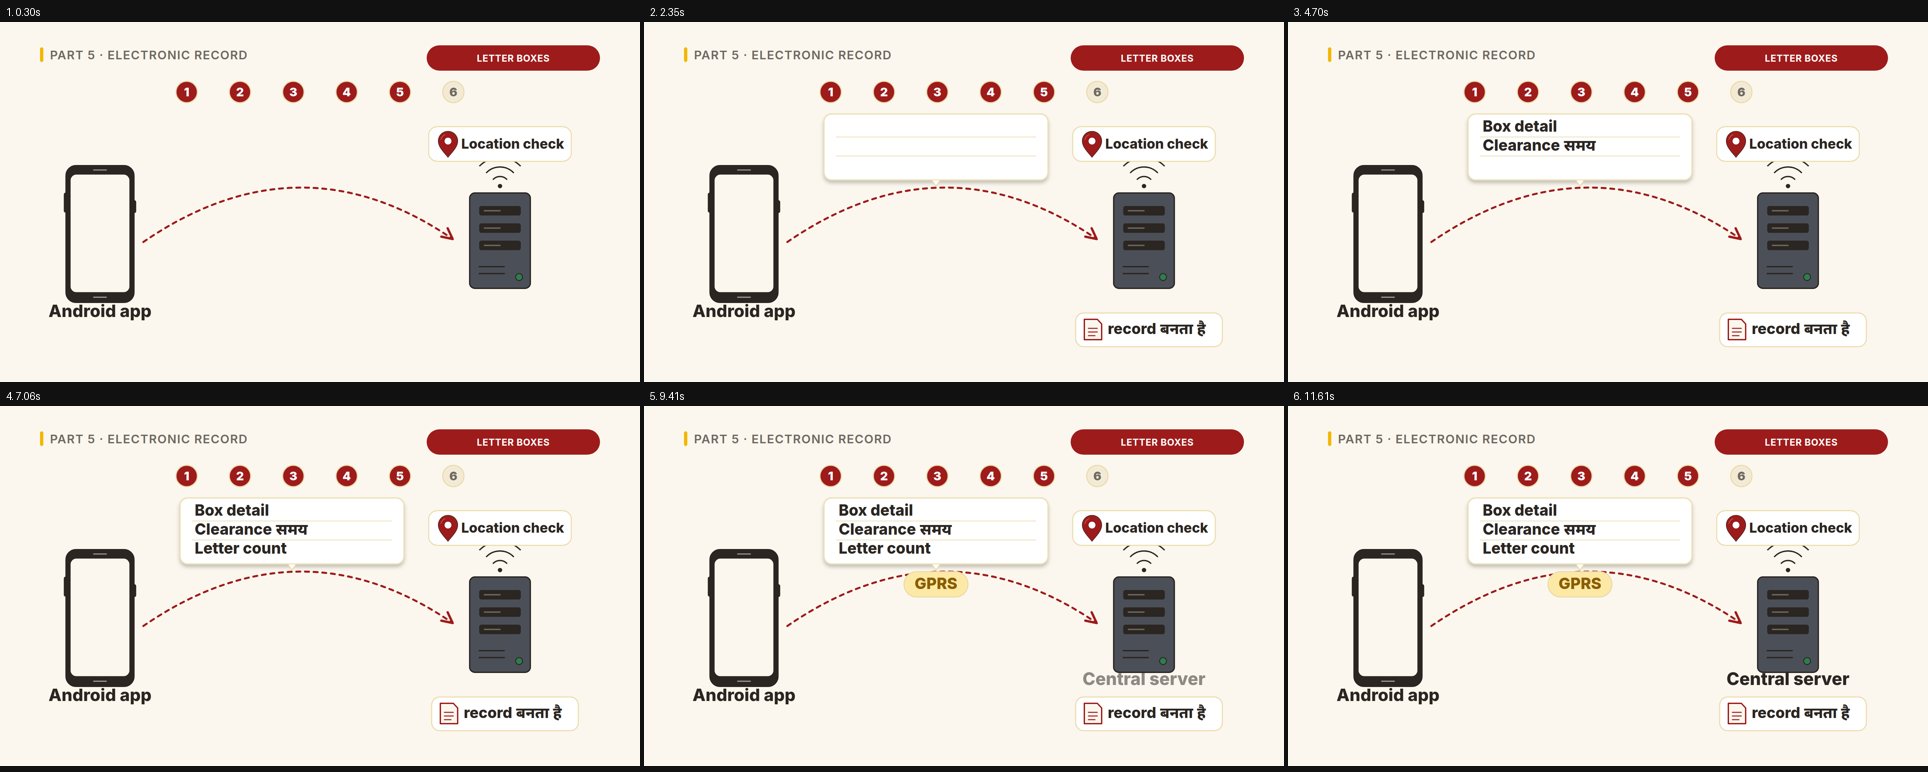 1. 0.30s
PART 5 · ELECTRONIC RECORD
LETTER BOXES
1 2 3 4 5 6
Location check
Android app
2. 2.35s
PART 5 · ELECTRONIC RECORD
LETTER BOXES
1 2 3 4 5 6
Location check
Android app
record बनता है
3. 4.70s
PART 5 · ELECTRONIC RECORD
LETTER BOXES
1 2 3 4 5 6
Box detail
Clearance समय
Location check
Android app
record बनता है
4. 7.06s
PART 5 · ELECTRONIC RECORD
LETTER BOXES
1 2 3 4 5 6
Box detail
Clearance समय
Letter count
Location check
Android app
record बनता है
5. 9.41s
PART 5 · ELECTRONIC RECORD
LETTER BOXES
1 2 3 4 5 6
Box detail
Clearance समय
Letter count
Location check
GPRS
Central server
Android app
record बनता है
6. 11.61s
PART 5 · ELECTRONIC RECORD
LETTER BOXES
1 2 3 4 5 6
Box detail
Clearance समय
Letter count
Location check
GPRS
Central server
Android app
record बनता है